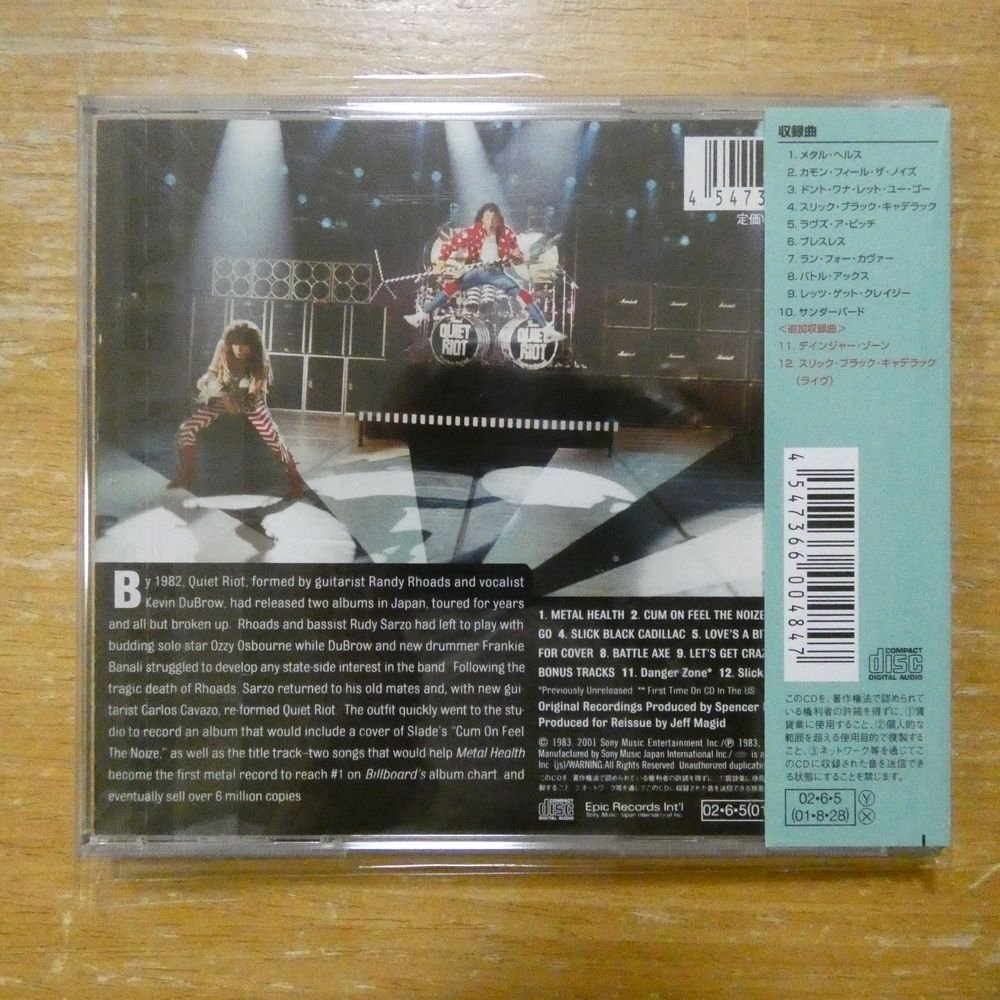 QUIET
RIOT
QUIET
RIOT
4 5473
定価
By 1982, Quiet Riot, formed by guitarist Randy Rhoads and vocalist
Kevin DuBrow, had released two albums in Japan, toured for years
and all but broken up. Rhoads and bassist Rudy Sarzo had left to play with
budding solo star Ozzy Osbourne while DuBrow and new drummer Frankie
Banali struggled to develop any state-side interest in the band. Following the
tragic death of Rhoads, Sarzo returned to his old mates and, with new gui-
tarist Carlos Cavazo, re-formed Quiet Riot. The outfit quickly went to the stu-
dio to record an album that would include a cover of Slade's "Cum On Feel
The Noize," as well as the title track–two songs that would help Metal Health
become the first metal record to reach #1 on Billboard's album chart, and
eventually sell over 6 million copies
1. METAL HEALTH 2. CUM ON FEEL THE NOIZE
GO 4. SLICK BLACK CADILLAC 5. LOVE'S A BI
FOR COVER 8. BATTLE AXE 9. LET'S GET CRAZ
BONUS TRACKS 11. Danger Zone* 12. Slick
*Previously Unreleased ** First Time On CD In The US
Original Recordings Produced by Spencer
Produced for Reissue by Jeff Magid
© 1983, 2001 Sony Music Entertainment Inc./℗ 1983,
Manufactured by Sony Music Japan International Inc./
Inc. (js)/WARNING:All Rights Reserved. Unauthorized duplicatio
COMPACT
disc
DIGITAL AUDIO
Epic Records Int'l
Sony Music Japan International Inc.
02・6・5(01
収録曲
1. メタル・ヘルス
2. カモン・フィール・ザ・ノイズ
3. ドント・ワナ・レット・ユー・ゴー
4. スリック・ブラック・キャデラック
5. ラヴズ・ア・ビッチ
6. ブレスレス
7. ラン・フォー・カヴァー
8. バトル・アックス
9. レッツ・ゲット・クレイジー
10. サンダーバード
<追加収録曲>
11. デインジャー・ゾーン
12. スリック・ブラック・キャデラック
(ライヴ)
4 547366 004847
COMPACT
disc
DIGITAL AUDIO
このCDを、著作権法で認められて
いる権利者の許諾を得ずに、①賃
貸業に使用すること、②個人的な
範囲を超える使用目的で複製する
こと、③ネットワーク等を通じてこ
のCDに収録された音を送信でき
る状態にすることを禁じます。
02・6・5 Ⓨ
(01・8・28) Ⓧ